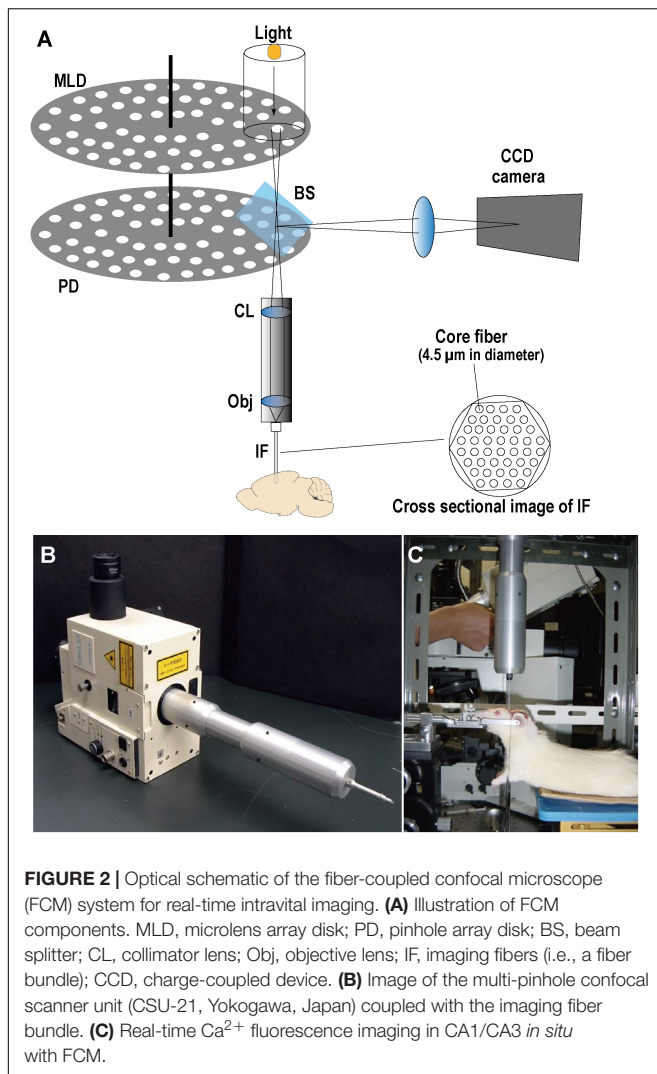 A
Light
MLD
BS
CCD
camera
PD
CL
Core fiber
(4.5 µm in diameter)
Obj
IF
Cross sectional image of IF
B
C
FIGURE 2 | Optical schematic of the fiber-coupled confocal microscope
(FCM) system for real-time intravital imaging. (A) Illustration of FCM
components. MLD, microlens array disk; PD, pinhole array disk; BS, beam
splitter; CL, collimator lens; Obj, objective lens; IF, imaging fibers (i.e., a fiber
bundle); CCD, charge-coupled device. (B) Image of the multi-pinhole confocal
scanner unit (CSU-21, Yokogawa, Japan) coupled with the imaging fiber
bundle. (C) Real-time Ca2+ fluorescence imaging in CA1/CA3 in situ
with FCM.